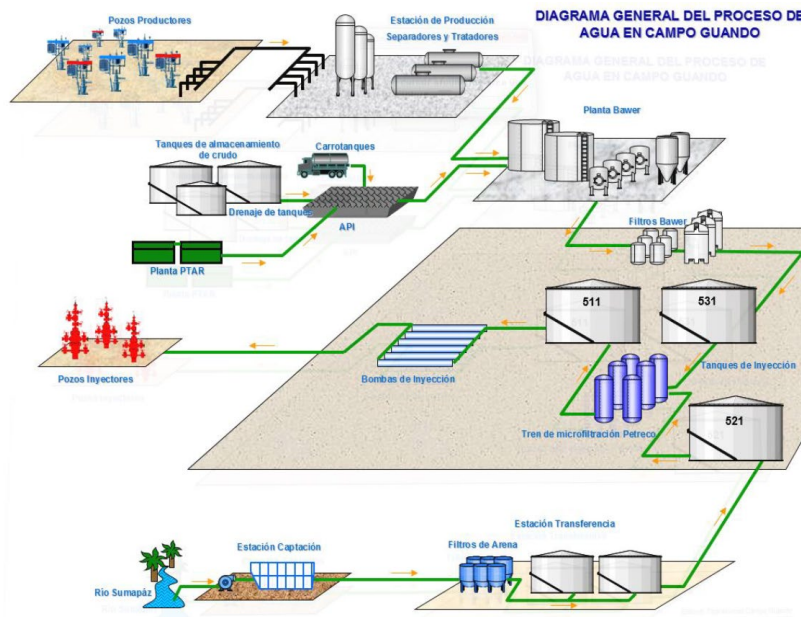 DIAGRAMA GENERAL DEL PROCESO DE
AGUA EN CAMPO GUANDO
Pozos Productores
Estación de Producción
Separadores y Tratadores
Planta Bawer
Tanques de almacenamiento
de crudo
Carrotanques
Drenaje de tanques
API
Planta PTAR
Filtros Bawer
511
531
Pozos Inyectores
Bombas de Inyección
Tanques de Inyección
Tren de microfiltración Petreco
521
Estación Transferencia
Estación Captación
Filtros de Arena
Río Sumapáz